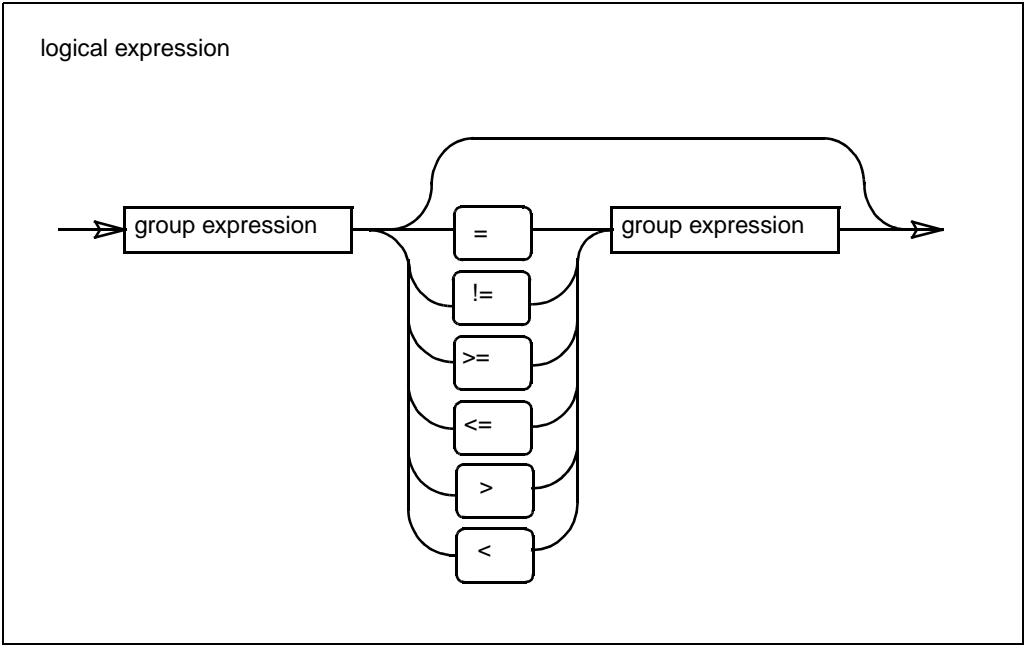 logical expression
group expression
=
group expression
!=
>=
<=
>
<